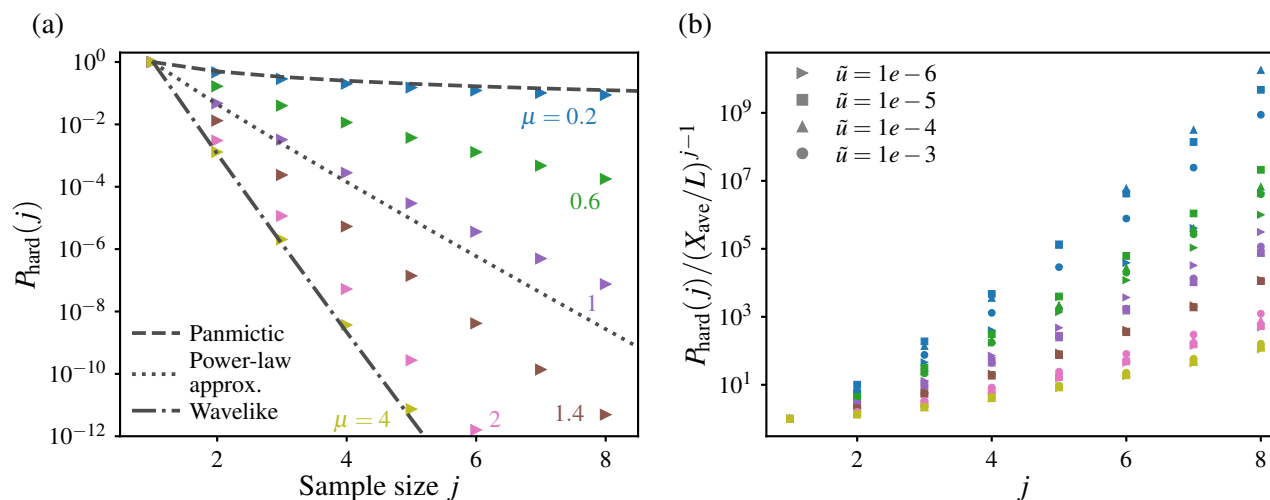 (a)
10^0
10^−2
10^−4
10^−6
10^−8
10^−10
10^−12
P_hard(j)
μ = 0.2
0.6
1
1.4
2
μ = 4
Panmictic
Power-law
approx.
Wavelike
2 4 6 8
Sample size j
(b)
10^9
10^7
10^5
10^3
10^1
P_hard(j)/(X_ave/L)^{j−1}
ũ = 1e−6
ũ = 1e−5
ũ = 1e−4
ũ = 1e−3
2 4 6 8
j